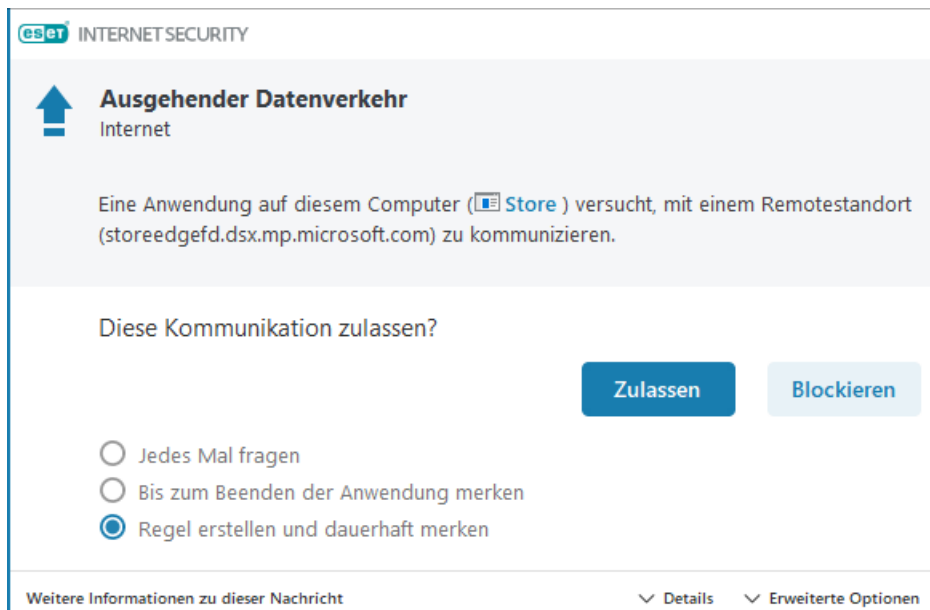 eseT INTERNET SECURITY
Ausgehender Datenverkehr
Internet
Eine Anwendung auf diesem Computer ( Store ) versucht, mit einem Remotestandort
(storeedgefd.dsx.mp.microsoft.com) zu kommunizieren.
Diese Kommunikation zulassen?
Zulassen Blockieren
Jedes Mal fragen
Bis zum Beenden der Anwendung merken
Regel erstellen und dauerhaft merken
Weitere Informationen zu dieser Nachricht Details Erweiterte Optionen